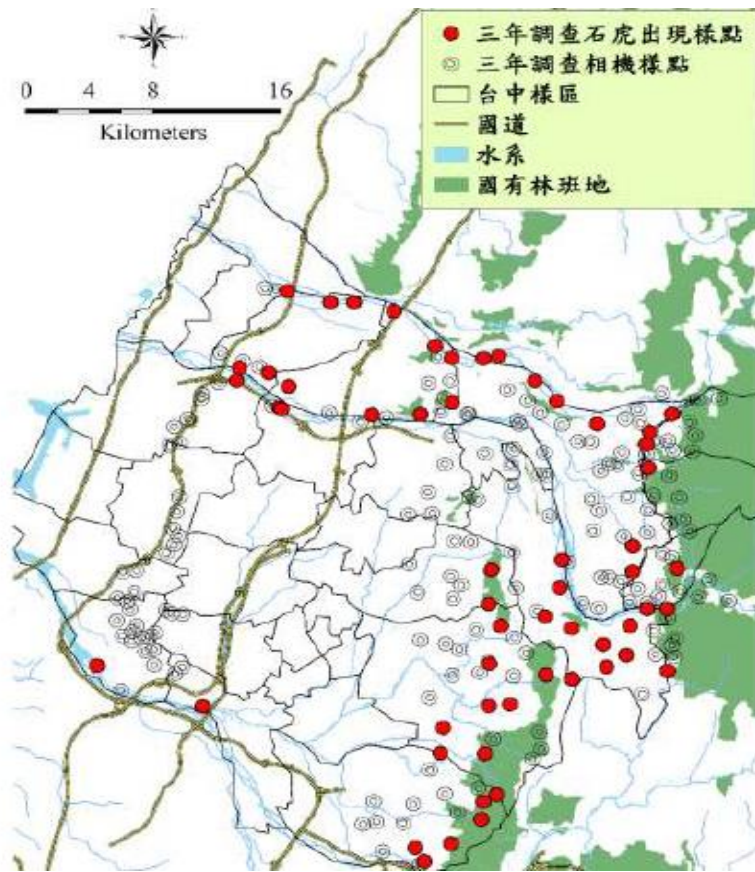 三年調查石虎出現樣點
三年調查相機樣點
台中樣區
國道
水系
國有林班地
0 4 8 16
Kilometers